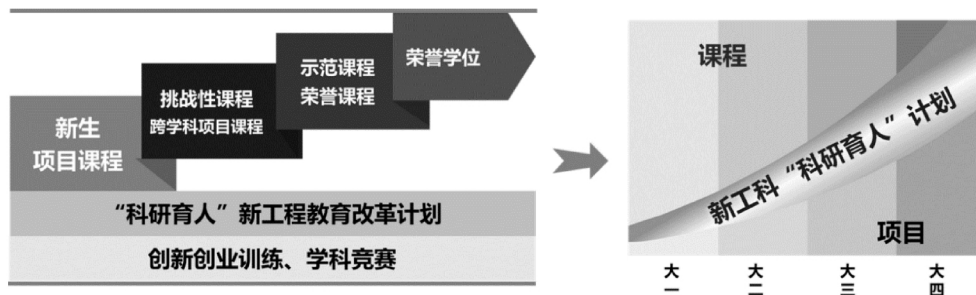 新生
项目课程
挑战性课程
跨学科项目课程
示范课程
荣誉课程
荣誉学位
“科研育人”新工程教育改革计划
创新创业训练、学科竞赛
课程
新工科“科研育人”计划
项目
大一
大二
大三
大四